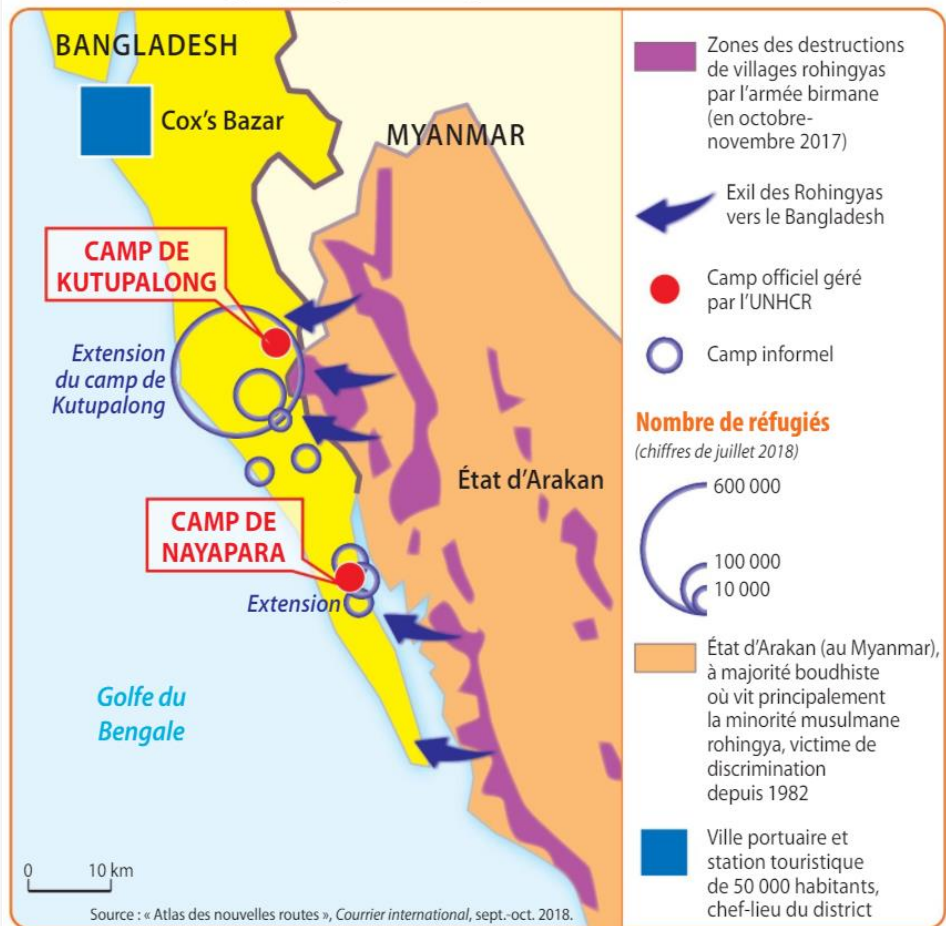 BANGLADESH
Cox's Bazar
MYANMAR
CAMP DE
KUTUPALONG
Extension
du camp de
Kutupalong
État d'Arakan
CAMP DE
NAYAPARA
Extension
Golfe du
Bengale
0 10 km
Source : « Atlas des nouvelles routes », Courrier international, sept.-oct. 2018.
Zones des destructions
de villages rohingyas
par l'armée birmane
(en octobre-
novembre 2017)
Exil des Rohingyas
vers le Bangladesh
Camp officiel géré
par l'UNHCR
Camp informel
Nombre de réfugiés
(chiffres de juillet 2018)
600 000
100 000
10 000
État d'Arakan (au Myanmar),
à majorité boudhiste
où vit principalement
la minorité musulmane
rohingya, victime de
discrimination
depuis 1982
Ville portuaire et
station touristique
de 50 000 habitants,
chef-lieu du district